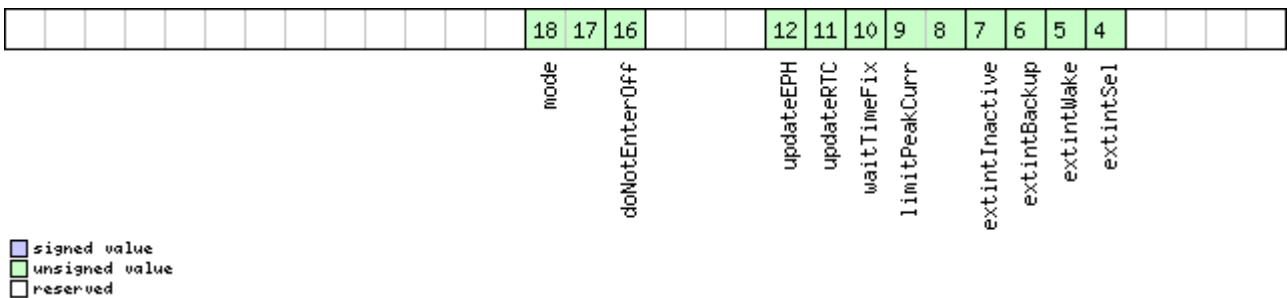 18 17 16 12 11 10 9 8 7 6 5 4
mode
doNotEnterOff
updateEPH
updateRTC
waitTimeFix
limitPeakCurr
extintInactive
extintBackup
extintWake
extintSel
signed value
unsigned value
reserved